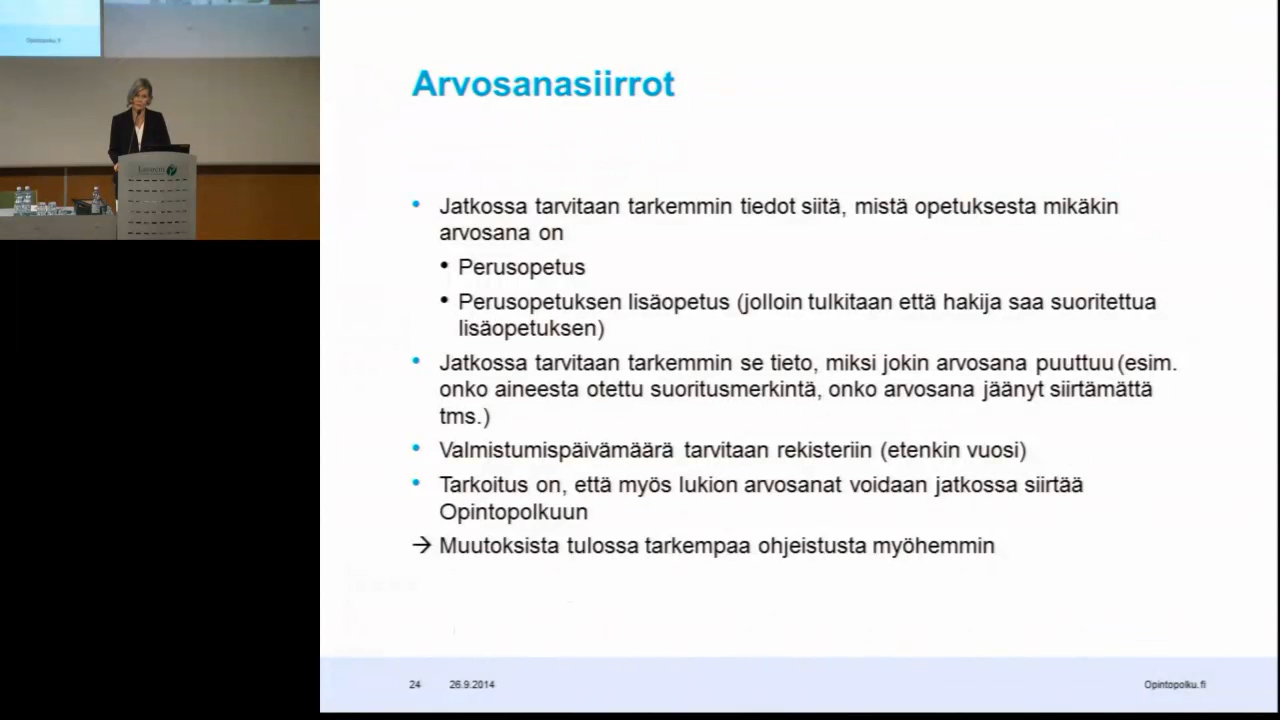 Opintopolku.fi
Arvosanasiirrot
• Jatkossa tarvitaan tarkemmin tiedot siitä, mistä opetuksesta mikäkin
arvosana on
• Perusopetus
• Perusopetuksen lisäopetus (jolloin tulkitaan että hakija saa suoritettua
lisäopetuksen)
• Jatkossa tarvitaan tarkemmin se tieto, miksi jokin arvosana puuttuu (esim.
onko aineesta otettu suoritusmerkintä, onko arvosana jäänyt siirtämättä
tms.)
• Valmistumispäivämäärä tarvitaan rekisteriin (etenkin vuosi)
• Tarkoitus on, että myös lukion arvosanat voidaan jatkossa siirtää
Opintopolkuun
→ Muutoksista tulossa tarkempaa ohjeistusta myöhemmin
24 26.9.2014 Opintopolku.fi